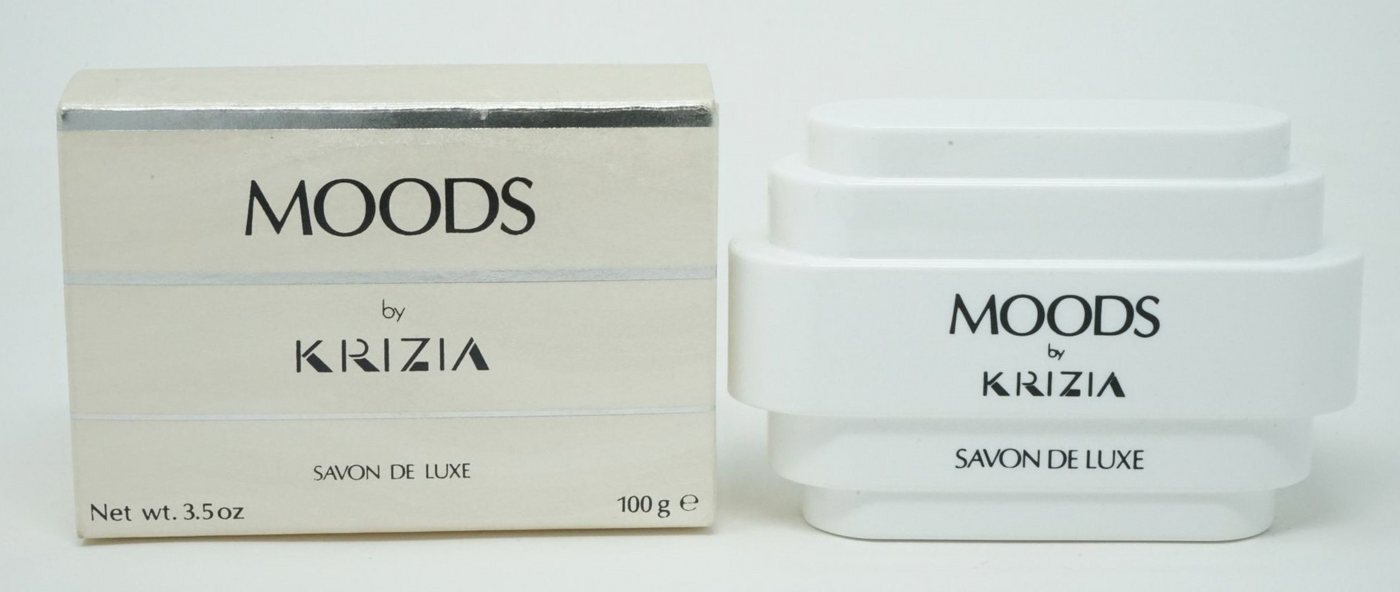 MOODS
by
KRIZIA
SAVON DE LUXE
Net wt. 3.5 oz
100 g ℮
MOODS
by
KRIZIA
SAVON DE LUXE